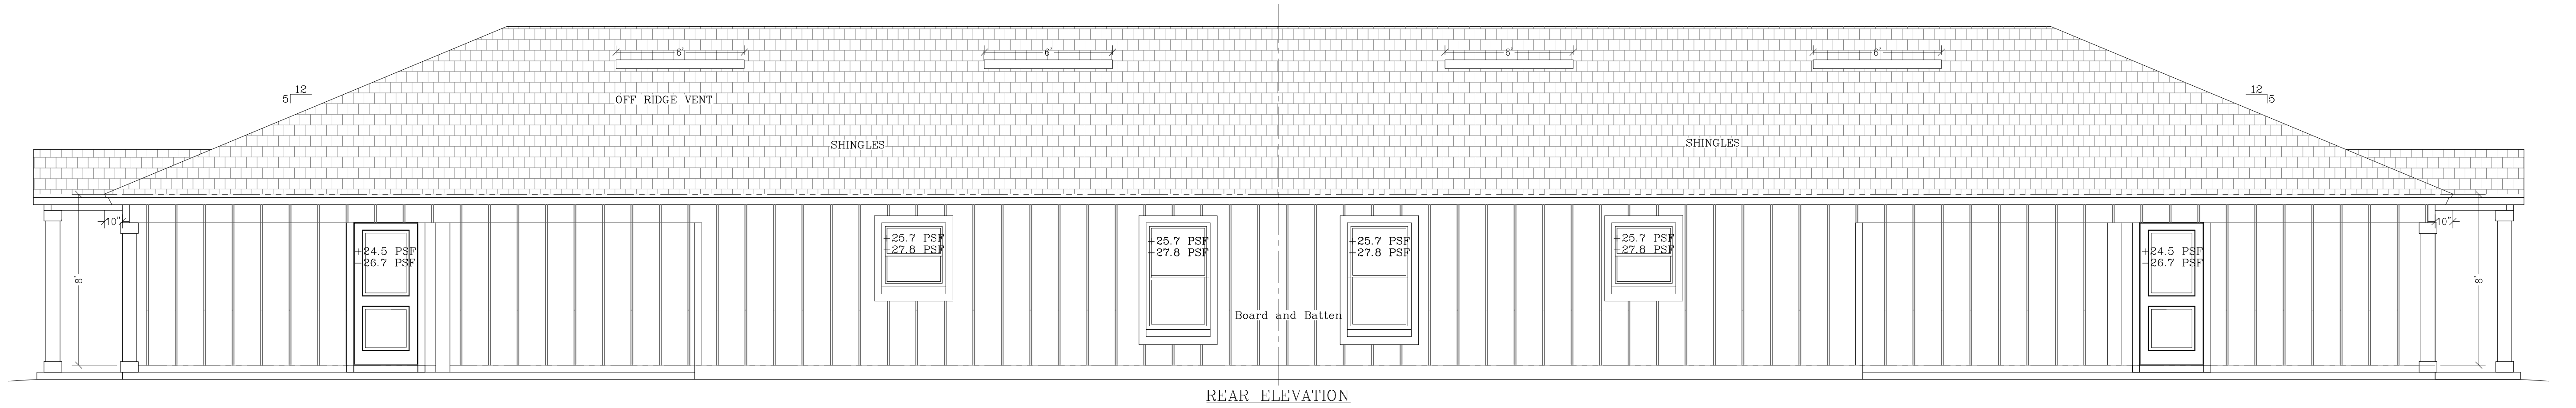 6' 6' 6' 6'
12 12
5 5
OFF RIDGE VENT
SHINGLES SHINGLES
10" 10"
+25.7 PSF +25.7 PSF +25.7 PSF +25.7 PSF
-27.8 PSF -27.8 PSF -27.8 PSF -27.8 PSF
+24.5 PSF +24.5 PSF
-26.7 PSF -26.7 PSF
8' 8'
Board and Batten
REAR ELEVATION